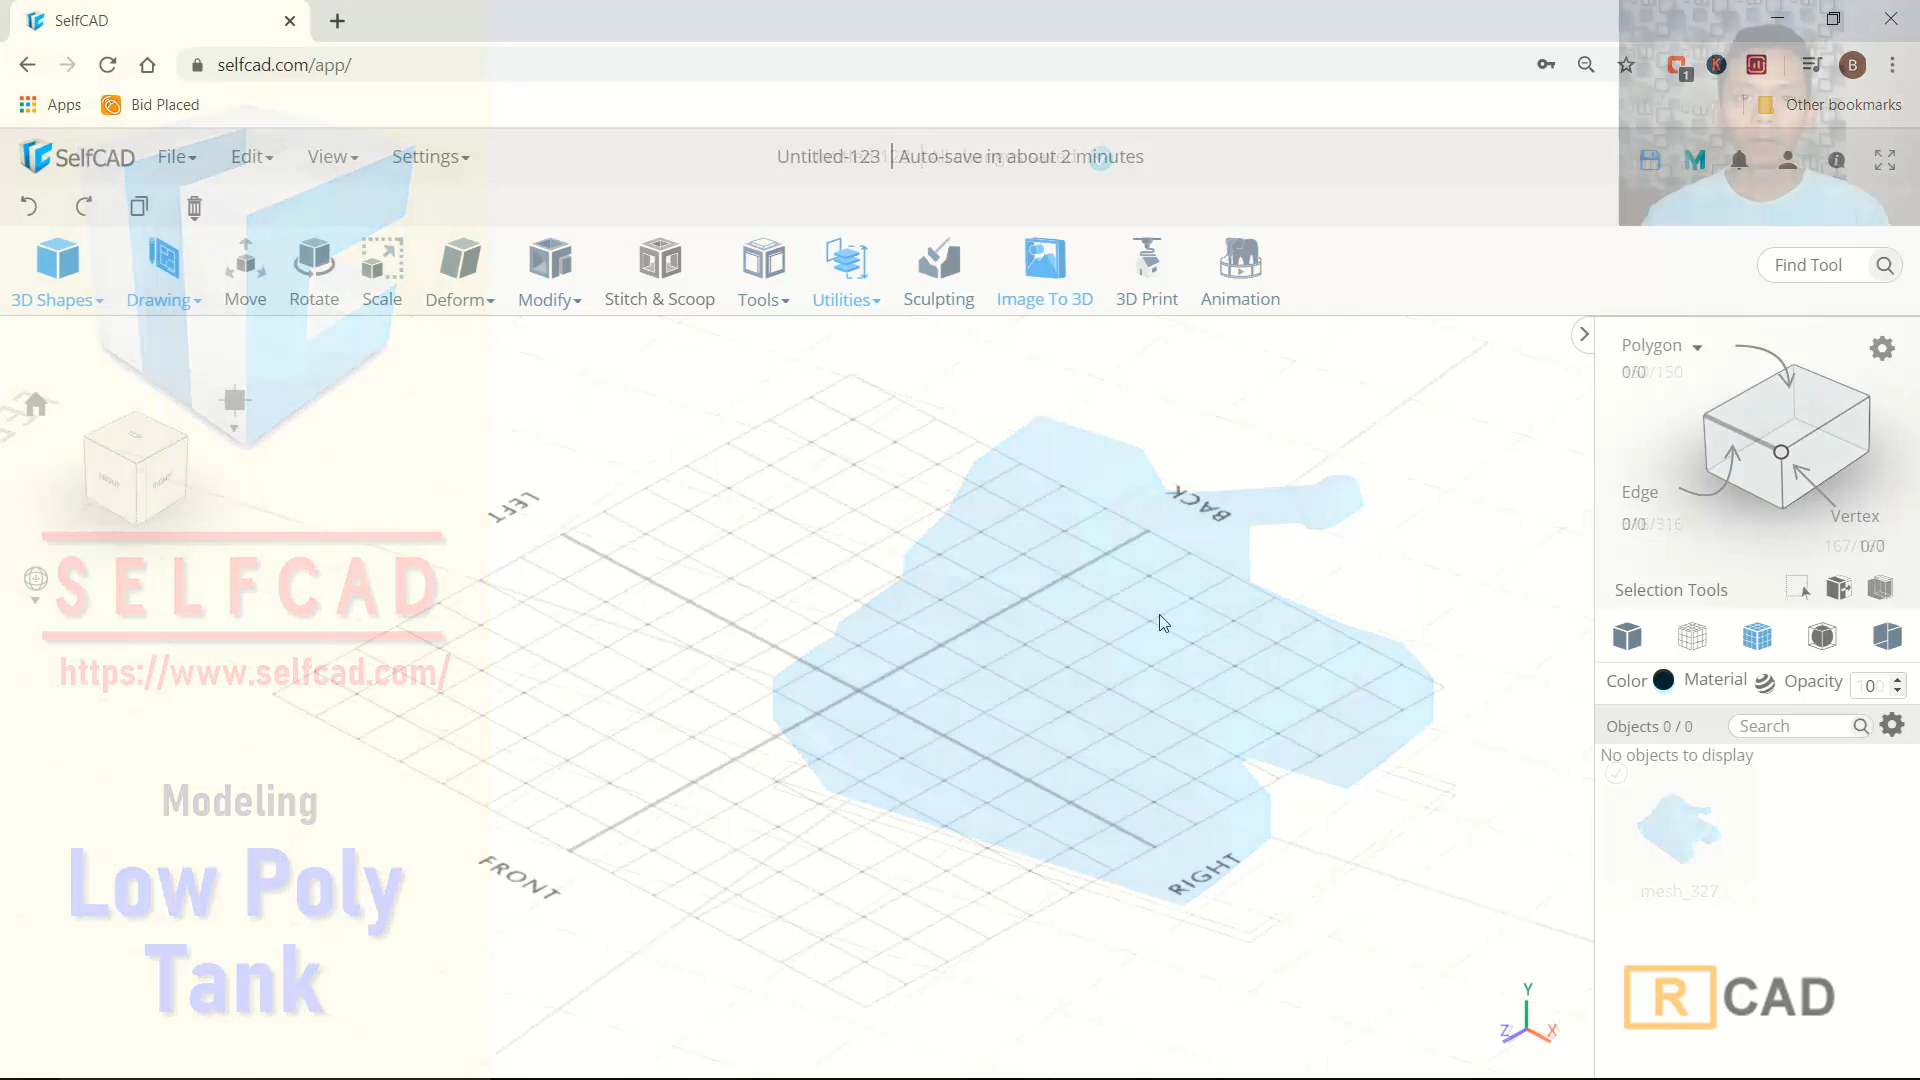 SelfCAD
selfcad.com/app/
Apps
Bid Placed
Other bookmarks
B
1
K
SelfCAD
File
Edit
View
Settings
Untitled-123 | Auto-save in about 2 minutes
3D Shapes
Drawing
Move
Rotate
Scale
Deform
Modify
Stitch & Scoop
Tools
Utilities
Sculpting
Image To 3D
3D Print
Animation
Find Tool
Polygon
0/0
Edge
0/0
Vertex
0/0
Selection Tools
Color
Material
Opacity
100
Objects 0 / 0
Search
No objects to display
mesh_327
TOP
FRONT
RIGHT
LEFT
BACK
FRONT
RIGHT
SELFCAD
https://www.selfcad.com/
Modeling
Low Poly
Tank
Y
Z
X
R CAD